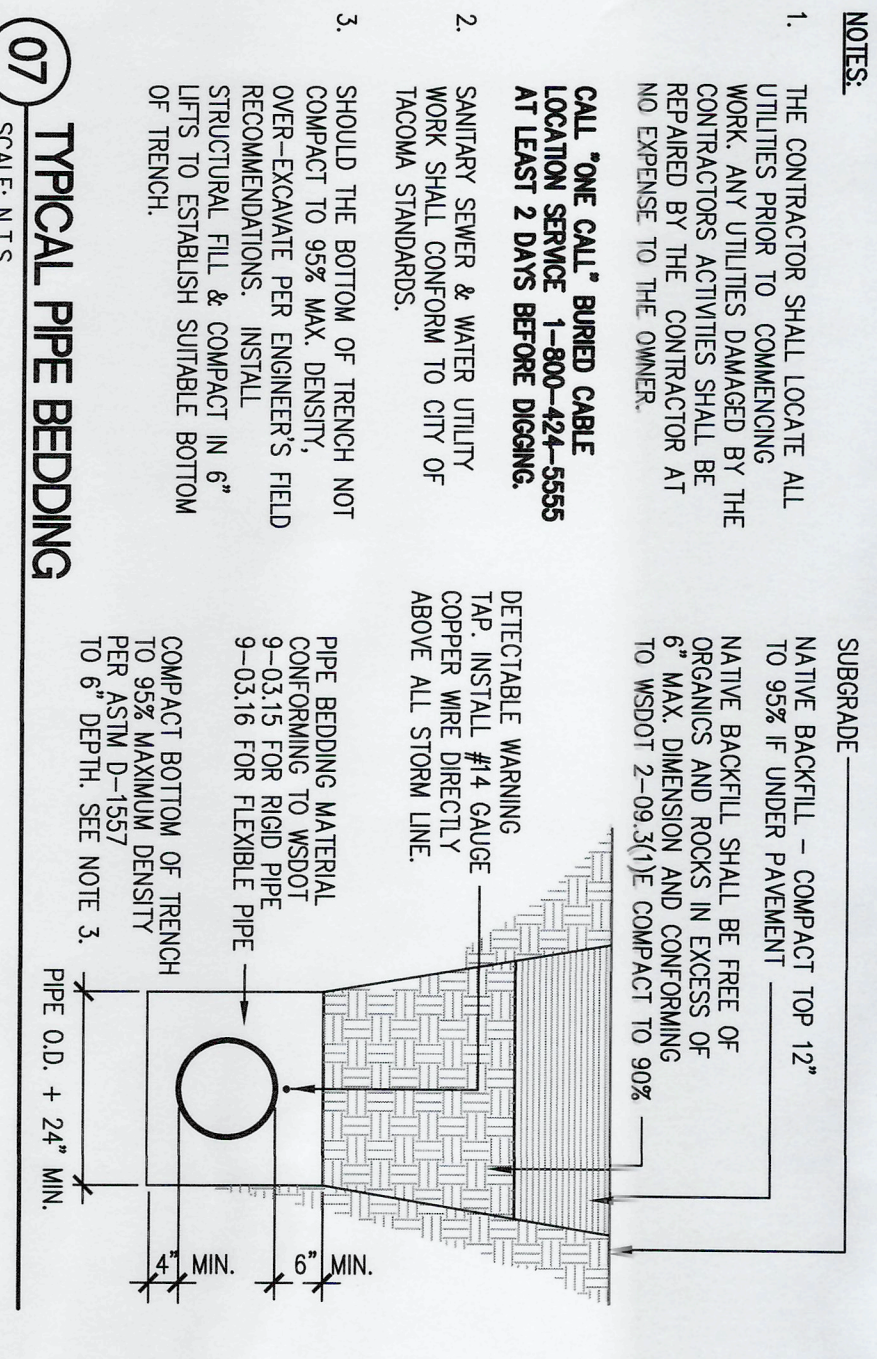 NOTES:
1. THE CONTRACTOR SHALL LOCATE ALL
UTILITIES PRIOR TO COMMENCING
WORK. ANY UTILITIES DAMAGED BY THE
CONTRACTORS ACTIVITIES SHALL BE
REPAIRED BY THE CONTRACTOR AT
NO EXPENSE TO THE OWNER.
CALL "ONE CALL" BURIED CABLE
LOCATION SERVICE 1-800-424-5555
AT LEAST 2 DAYS BEFORE DIGGING.
2. SANITARY SEWER & WATER UTILITY
WORK SHALL CONFORM TO CITY OF
TACOMA STANDARDS.
3. SHOULD THE BOTTOM OF TRENCH NOT
COMPACT TO 95% MAX. DENSITY,
OVER-EXCAVATE PER ENGINEER'S FIELD
RECOMMENDATIONS. INSTALL
STRUCTURAL FILL & COMPACT IN 6"
LIFTS TO ESTABLISH SUITABLE BOTTOM
OF TRENCH.
SUBGRADE
NATIVE BACKFILL - COMPACT TOP 12"
TO 95% IF UNDER PAVEMENT
NATIVE BACKFILL SHALL BE FREE OF
ORGANICS AND ROCKS IN EXCESS OF
6" MAX. DIMENSION AND CONFORMING
TO WSDOT 2-09.3(1)E COMPACT TO 90%
DETECTABLE WARNING
TAP. INSTALL #14 GAUGE
COPPER WIRE DIRECTLY
ABOVE ALL STORM LINE.
PIPE BEDDING MATERIAL
CONFORMING TO WSDOT
9-03.15 FOR RIGID PIPE
9-03.16 FOR FLEXIBLE PIPE
COMPACT BOTTOM OF TRENCH
TO 95% MAXIMUM DENSITY
PER ASTM D-1557
TO 6" DEPTH. SEE NOTE 3.
6" MIN.
4" MIN.
PIPE O.D. + 24" MIN.
07 TYPICAL PIPE BEDDING
SCALE: N.T.S.